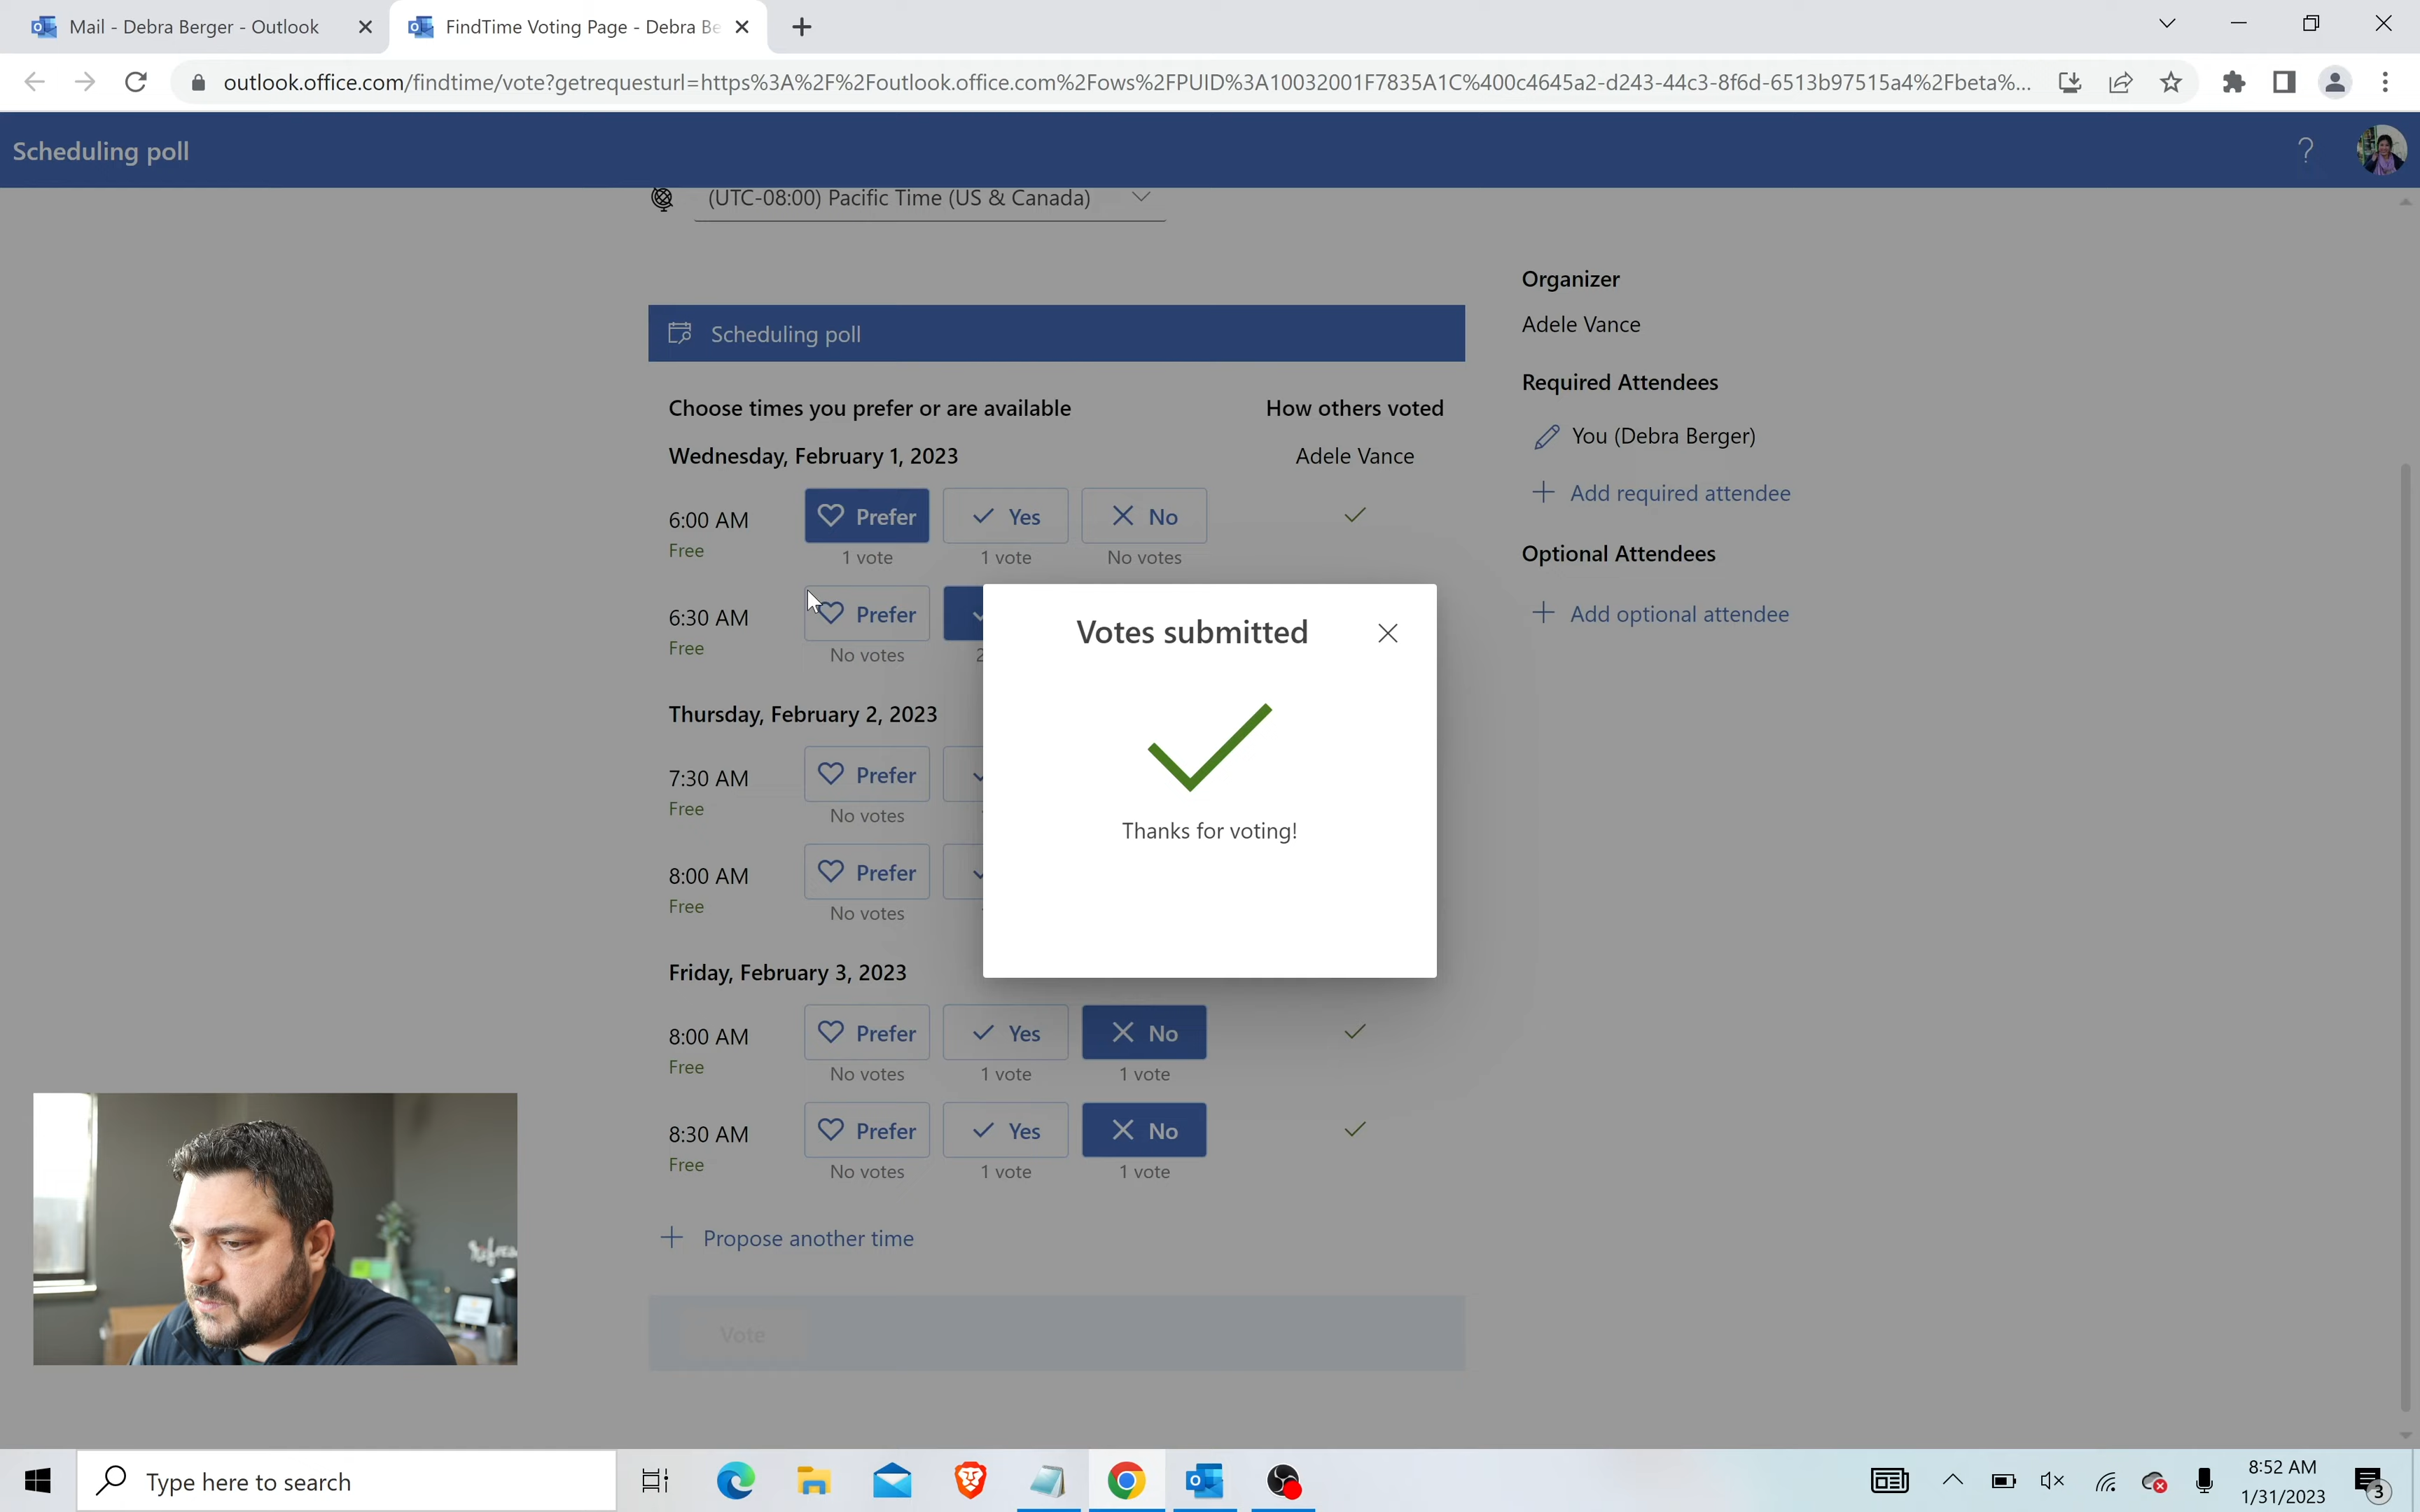 Mail - Debra Berger - Outlook
FindTime Voting Page - Debra Be
outlook.office.com/findtime/vote?getrequesturl=https%3A%2F%2Foutlook.office.com%2Fows%2FPUID%3A10032001F7835A1C%400c4645a2-d243-44c3-8f6d-6513b97515a4%2Fbeta%...
Scheduling poll
?
(UTC-08:00) Pacific Time (US & Canada)
Organizer
Adele Vance
Required Attendees
You (Debra Berger)
Add required attendee
Optional Attendees
Add optional attendee
Scheduling poll
Choose times you prefer or are available
How others voted
Wednesday, February 1, 2023
Adele Vance
6:00 AM Prefer Yes No
Free 1 vote 1 vote No votes
6:30 AM Prefer
Free No votes 2
Thursday, February 2, 2023
7:30 AM Prefer
Free No votes
8:00 AM Prefer
Free No votes
Friday, February 3, 2023
8:00 AM Prefer Yes No
Free No votes 1 vote 1 vote
8:30 AM Prefer Yes No
Free No votes 1 vote 1 vote
Propose another time
Vote
Votes submitted
Thanks for voting!
Type here to search
8:52 AM
1/31/2023
3